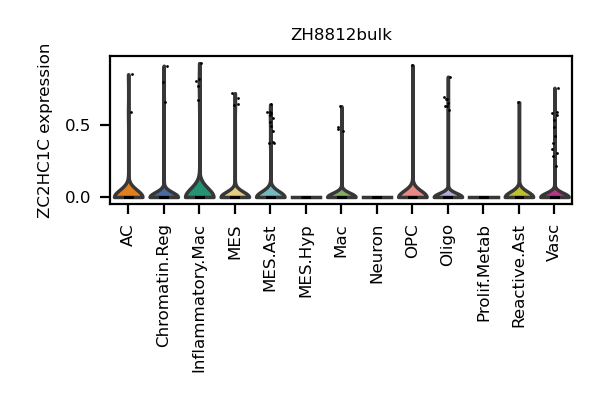 ZH8812bulk
ZC2HC1C expression
0.5
0.0
AC
Chromatin.Reg
Inflammatory.Mac
MES
MES.Ast
MES.Hyp
Mac
Neuron
OPC
Oligo
Prolif.Metab
Reactive.Ast
Vasc